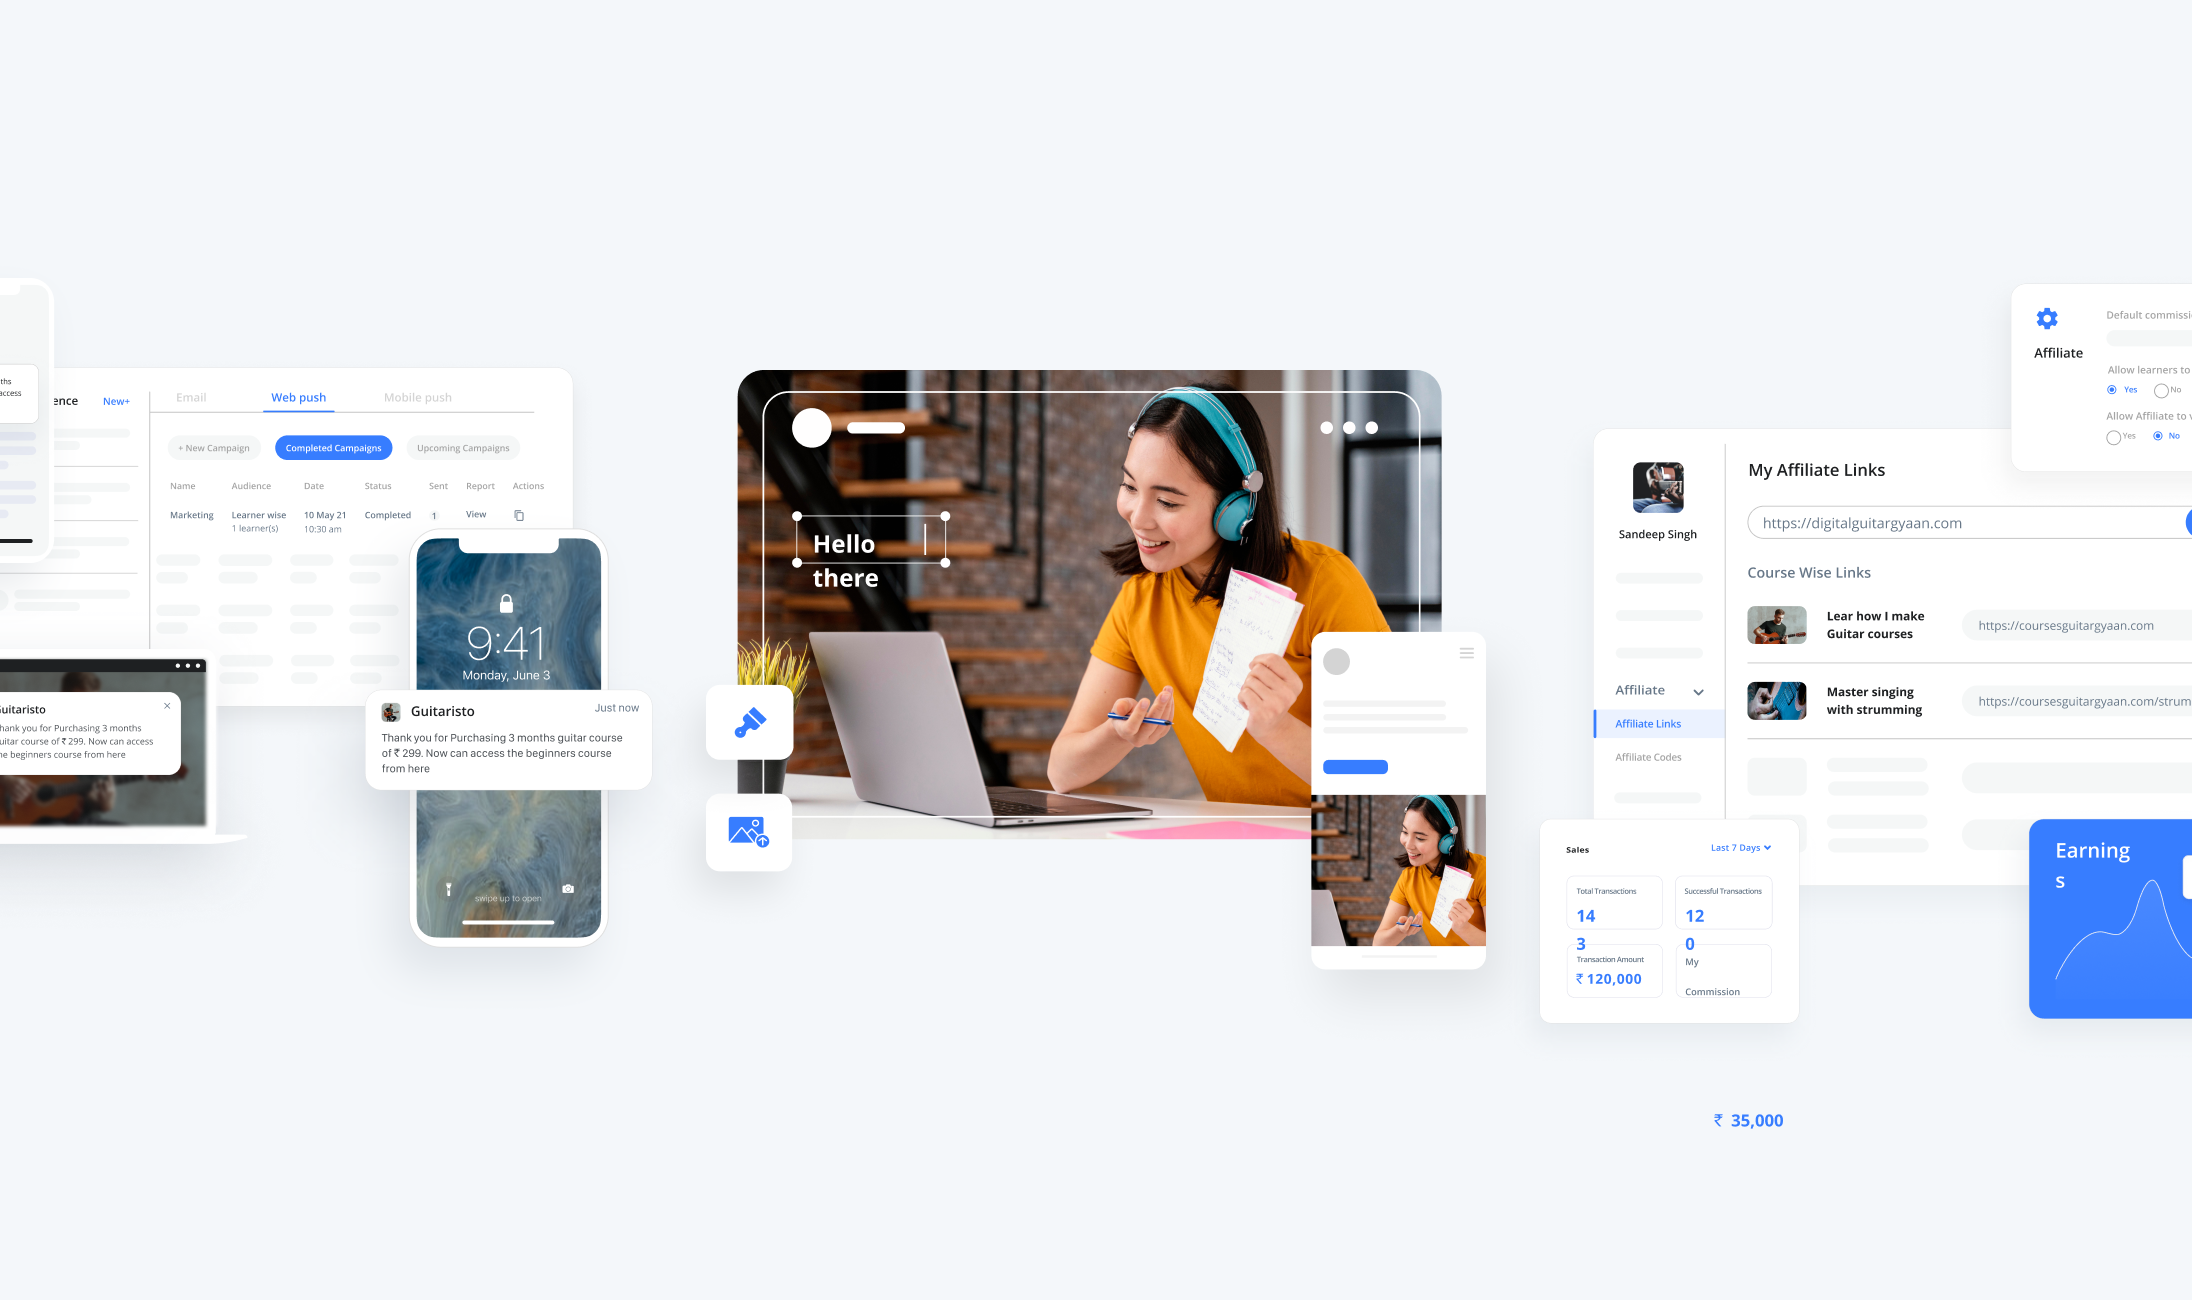 ths
access
ence
New+
Email
Web push
Mobile push
+ New Campaign
Completed Campaigns
Upcoming Campaigns
Name
Audience
Date
Status
Sent
Report
Actions
Marketing
Learner wise
1 learner(s)
10 May 21
10:30 am
Completed
1
View
uitaristo
hank you for Purchasing 3 months
uitar course of ₹ 299. Now can access
he beginners course from here
9:41
Monday, June 3
Guitaristo
Just now
Thank you for Purchasing 3 months guitar course
of ₹ 299. Now can access the beginners course
from here
swipe up to open
Hello
there
Sandeep Singh
Affiliate
Affiliate Links
Affiliate Codes
My Affiliate Links
https://digitalguitargyaan.com
Course Wise Links
Lear how I make
Guitar courses
https://coursesguitargyaan.com
Master singing
with strumming
https://coursesguitargyaan.com/strum
Affiliate
Default commissi
Allow learners to
Yes
No
Allow Affiliate to v
Yes
No
Sales
Last 7 Days
Total Transactions
14
3
Successful Transactions
12
0
Transaction Amount
₹ 120,000
My
Commission
Earning
s
₹ 35,000